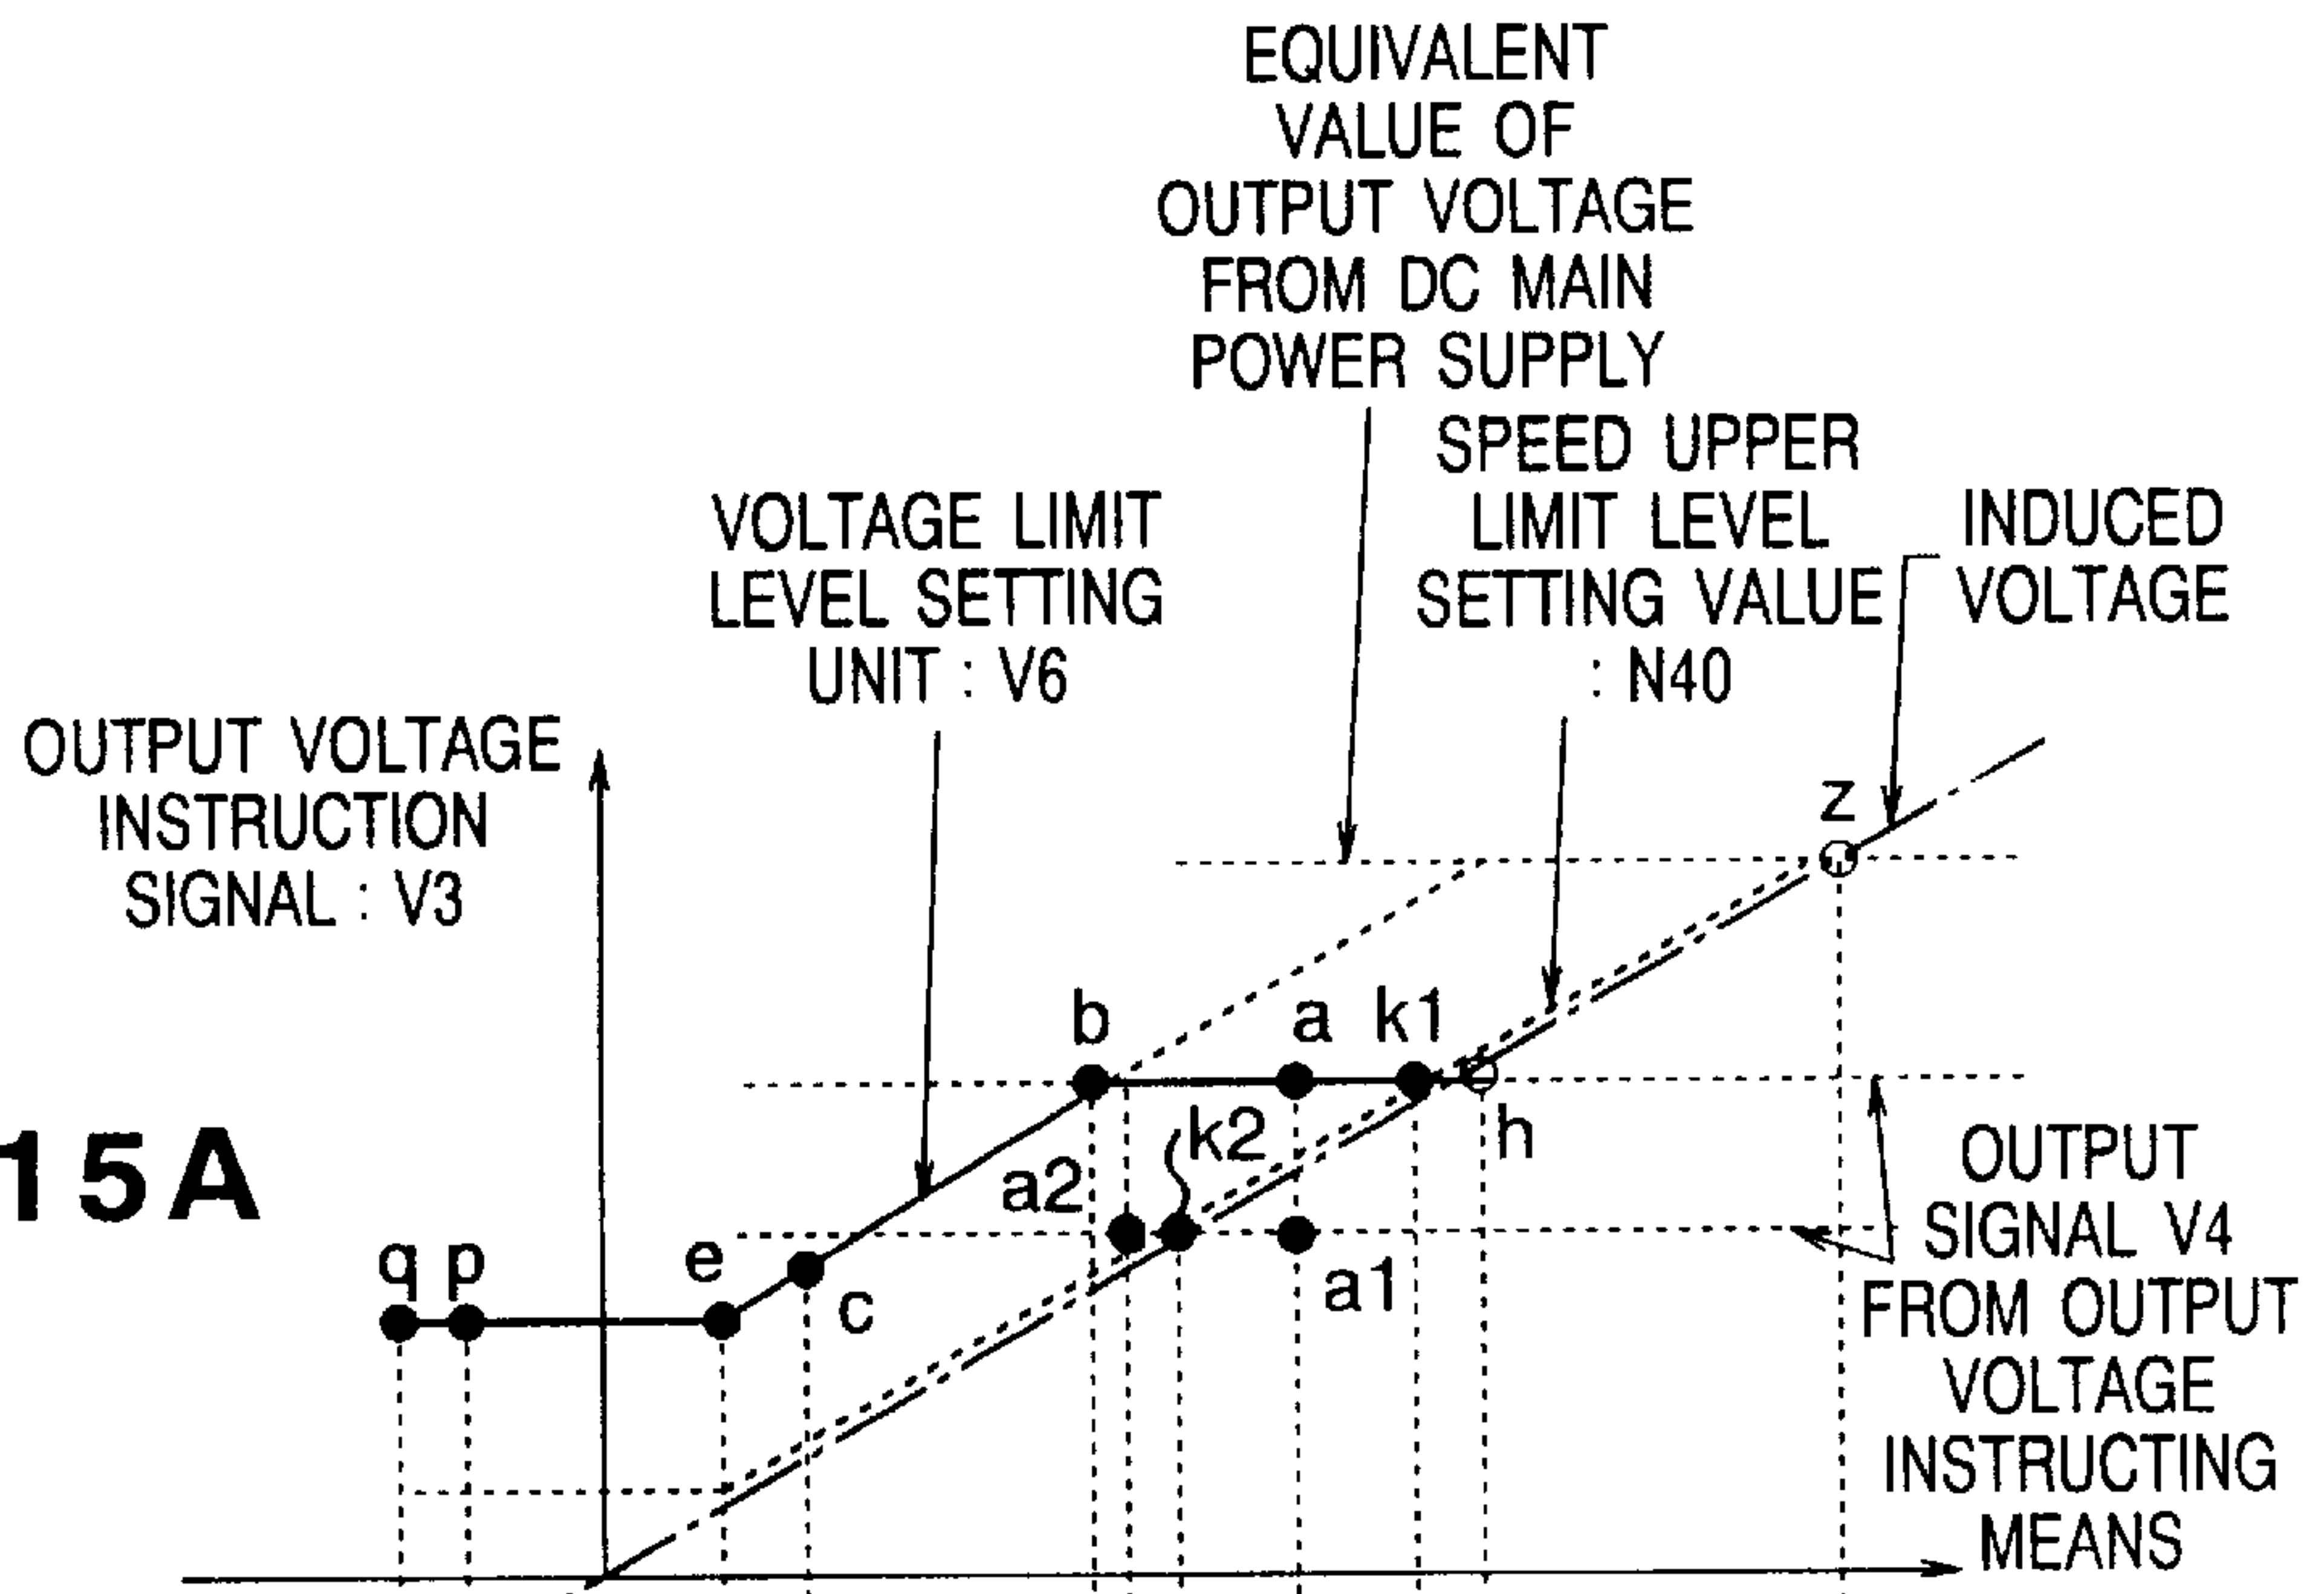 EQUIVALENT
VALUE OF
OUTPUT VOLTAGE
FROM DC MAIN
POWER SUPPLY
SPEED UPPER
LIMIT LEVEL
SETTING VALUE
: N40
INDUCED
VOLTAGE
VOLTAGE LIMIT
LEVEL SETTING
UNIT : V6
OUTPUT VOLTAGE
INSTRUCTION
SIGNAL : V3
z
b
a
k1
k2
h
a2
15A
q
p
e
c
a1
OUTPUT
SIGNAL V4
FROM OUTPUT
VOLTAGE
INSTRUCTING
MEANS